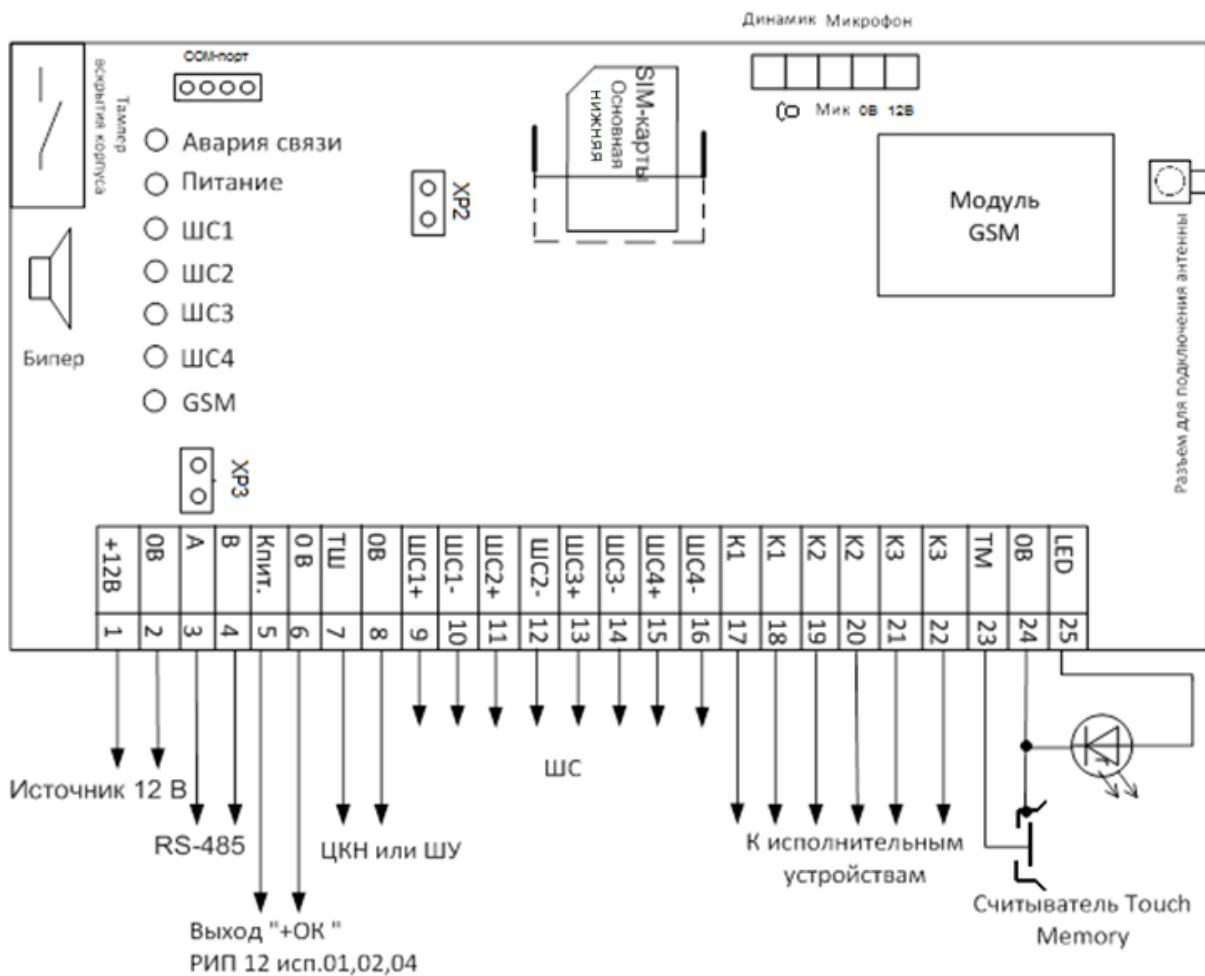 Динамик Микрофон
COM-порт
Тампер
вскрытия корпуса
SIM-карты
Основная
нижняя
Мик 0В 12В
Авария связи
Питание
ШС1
ШС2
ШС3
ШС4
GSM
XP2
Модуль
GSM
Разъем для подключения антенны
Бипер
XP3
+12В
0В
А
В
Кпит.
0 В
ТШ
0В
ШС1+
ШС1-
ШС2+
ШС2-
ШС3+
ШС3-
ШС4+
ШС4-
К1
К1
К2
К2
К3
К3
ТМ
0В
LED
1
2
3
4
5
6
7
8
9
10
11
12
13
14
15
16
17
18
19
20
21
22
23
24
25
Источник 12 В
RS-485
ЦКН или ШУ
ШС
К исполнительным
устройствам
Считыватель Touch
Memory
Выход "+ОК "
РИП 12 исп.01,02,04